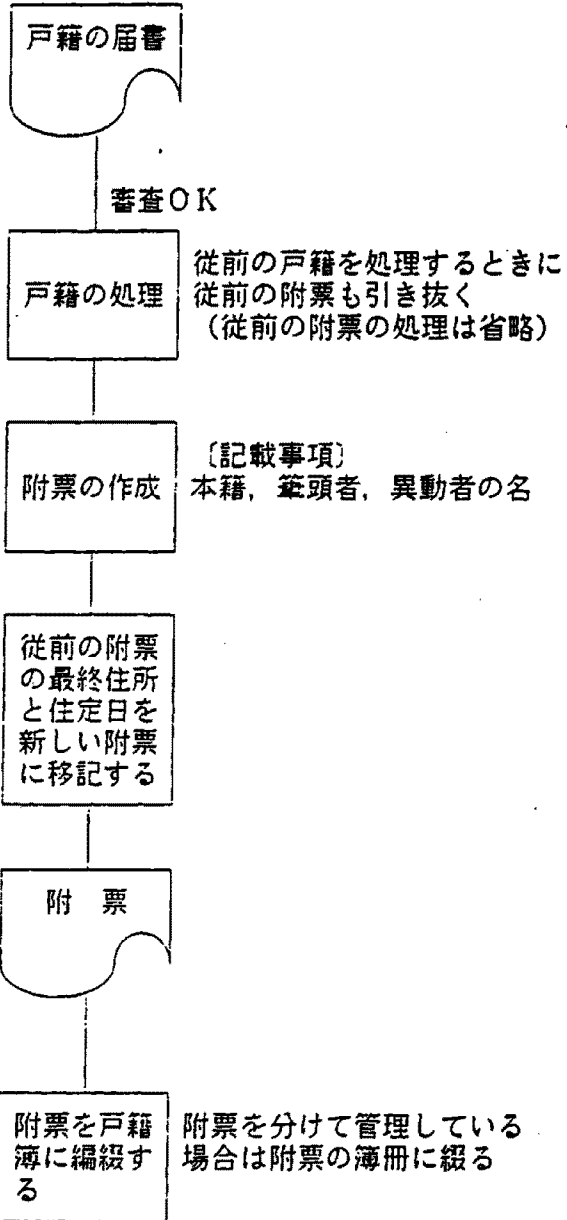 戸籍の届書
審査OK
戸籍の処理
従前の戸籍を処理するときに
従前の附票も引き抜く
(従前の附票の処理は省略)
附票の作成
〔記載事項〕
本籍，筆頭者，異動者の名
従前の附票
の最終住所
と住定日を
新しい附票
に移記する
附 票
附票を戸籍
簿に編綴す
る
附票を分けて管理している
場合は附票の簿冊に綴る